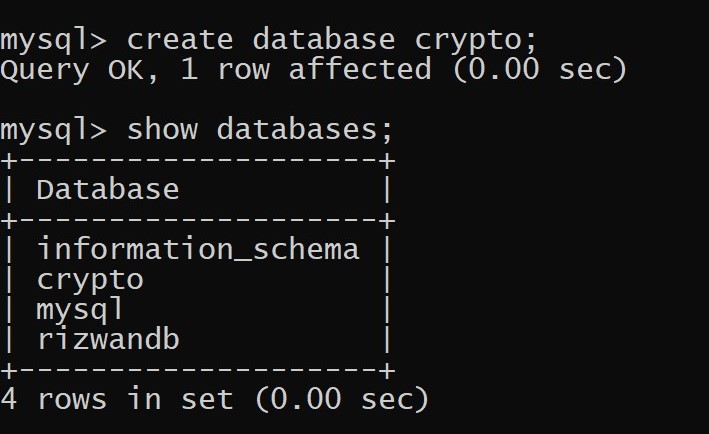 mysql> create database crypto;
Query OK, 1 row affected (0.00 sec)
mysql> show databases;
+--------------------+
| Database           |
+--------------------+
| information_schema |
| crypto             |
| mysql              |
| rizwandb           |
+--------------------+
4 rows in set (0.00 sec)